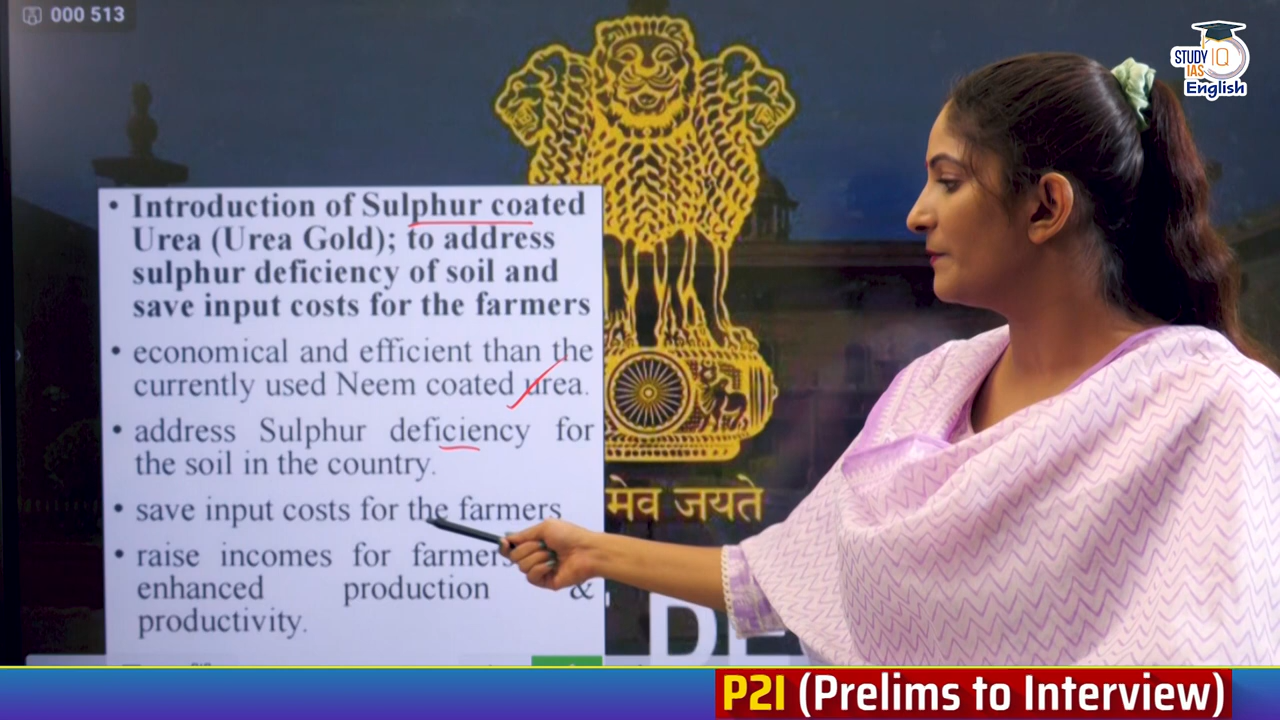 000 513
STUDY IQ
IAS
English
• Introduction of Sulphur coated
Urea (Urea Gold); to address
sulphur deficiency of soil and
save input costs for the farmers
• economical and efficient than the
currently used Neem coated urea.
• address Sulphur deficiency for
the soil in the country.
• save input costs for the farmers
• raise incomes for farmers
enhanced production &
productivity.
मेव जयते
DE
P2I (Prelims to Interview)